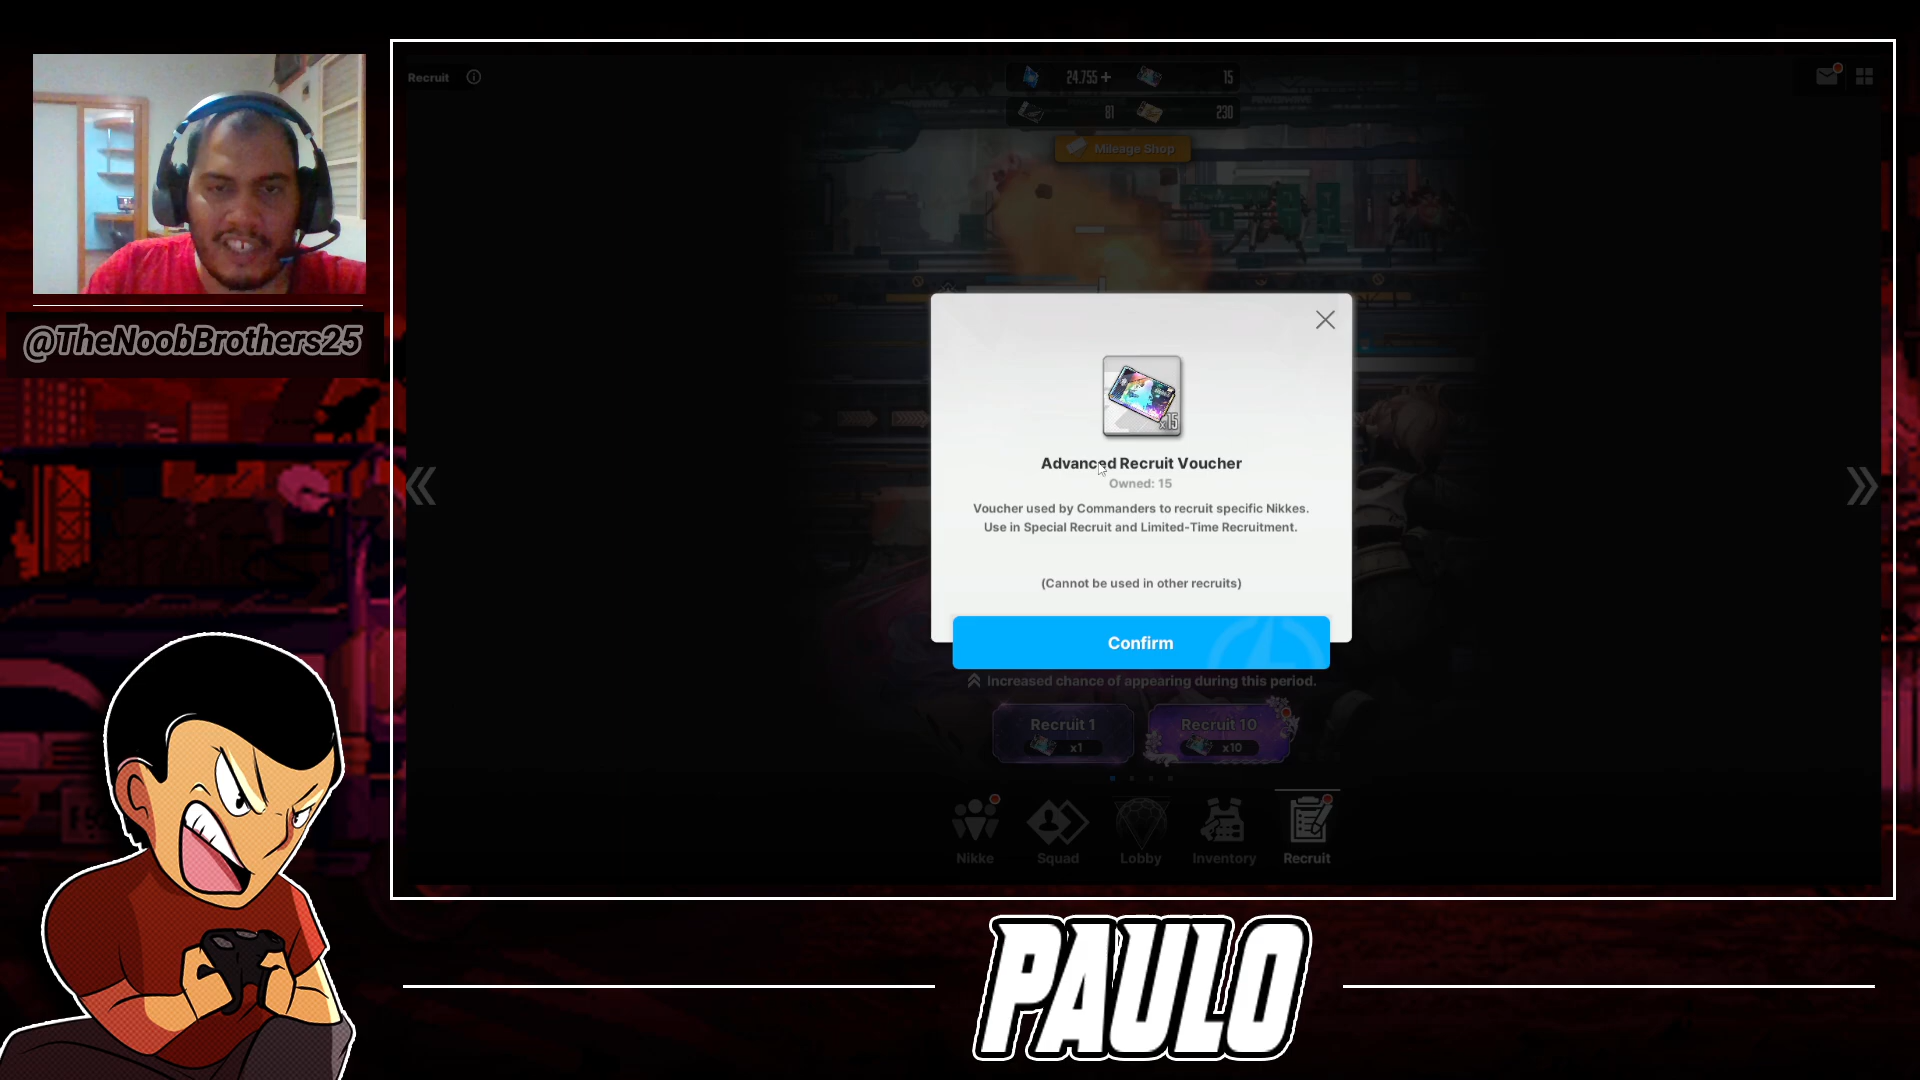 Recruit
24.755 +
15
81
230
Mileage Shop
@TheNoobBrothers25
x15
Advanced Recruit Voucher
Owned: 15
Voucher used by Commanders to recruit specific Nikkes.
Use in Special Recruit and Limited-Time Recruitment.
(Cannot be used in other recruits)
Confirm
Increased chance of appearing during this period.
Recruit 1
x1
Recruit 10
x10
Nikke
Squad
Lobby
Inventory
Recruit
PAULO